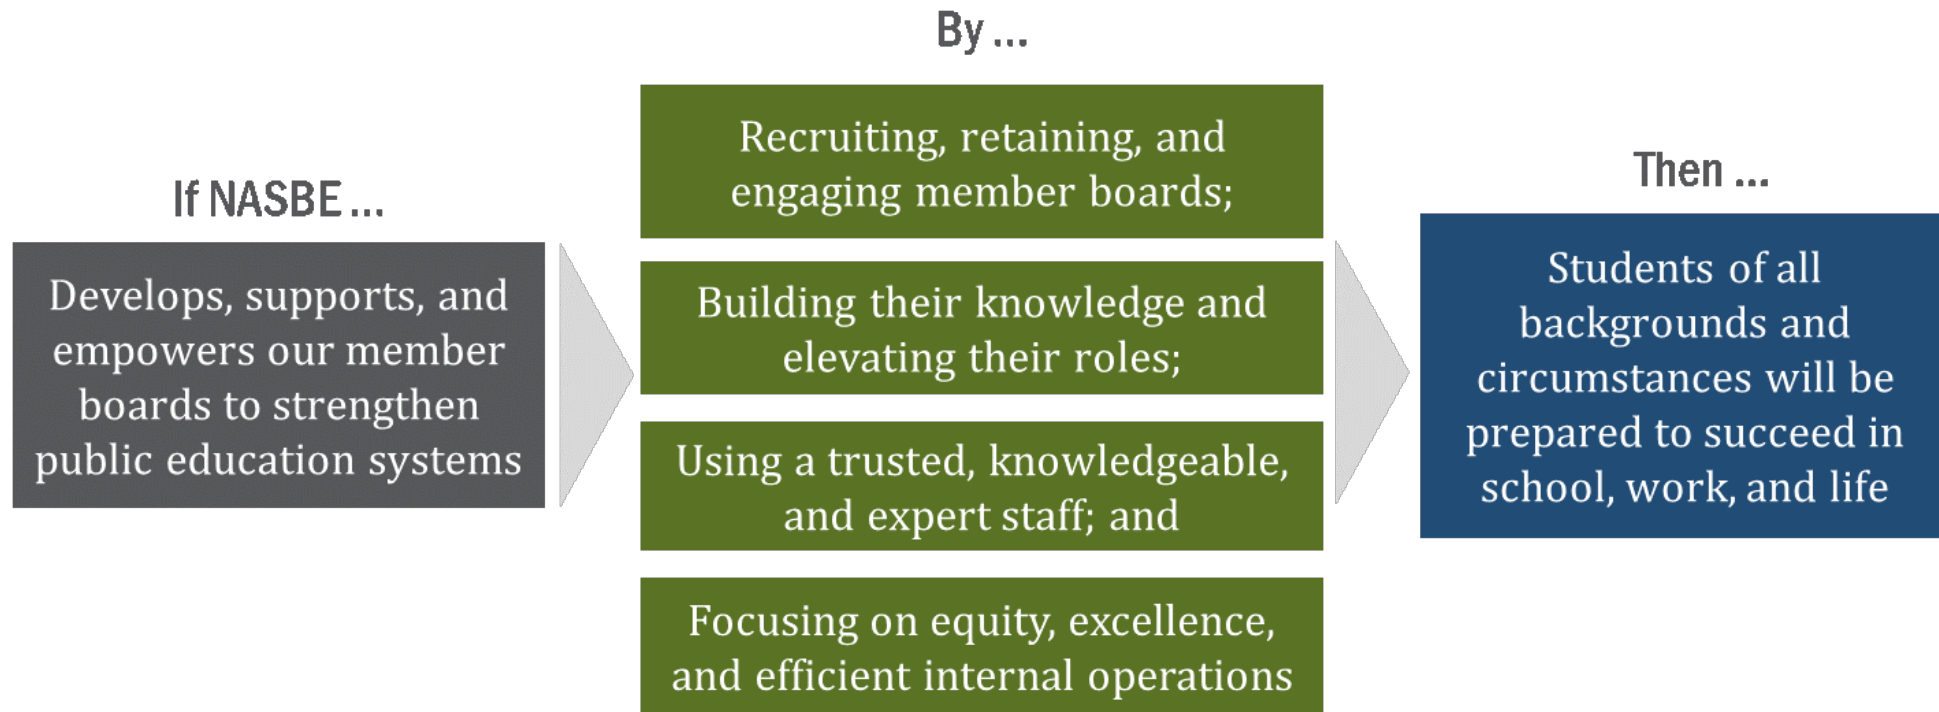 If NASBE ...
Develops, supports, and
empowers our member
boards to strengthen
public education systems
By ...
Recruiting, retaining, and
engaging member boards;
Building their knowledge and
elevating their roles;
Using a trusted, knowledgeable,
and expert staff; and
Focusing on equity, excellence,
and efficient internal operations
Then ...
Students of all
backgrounds and
circumstances will be
prepared to succeed in
school, work, and life